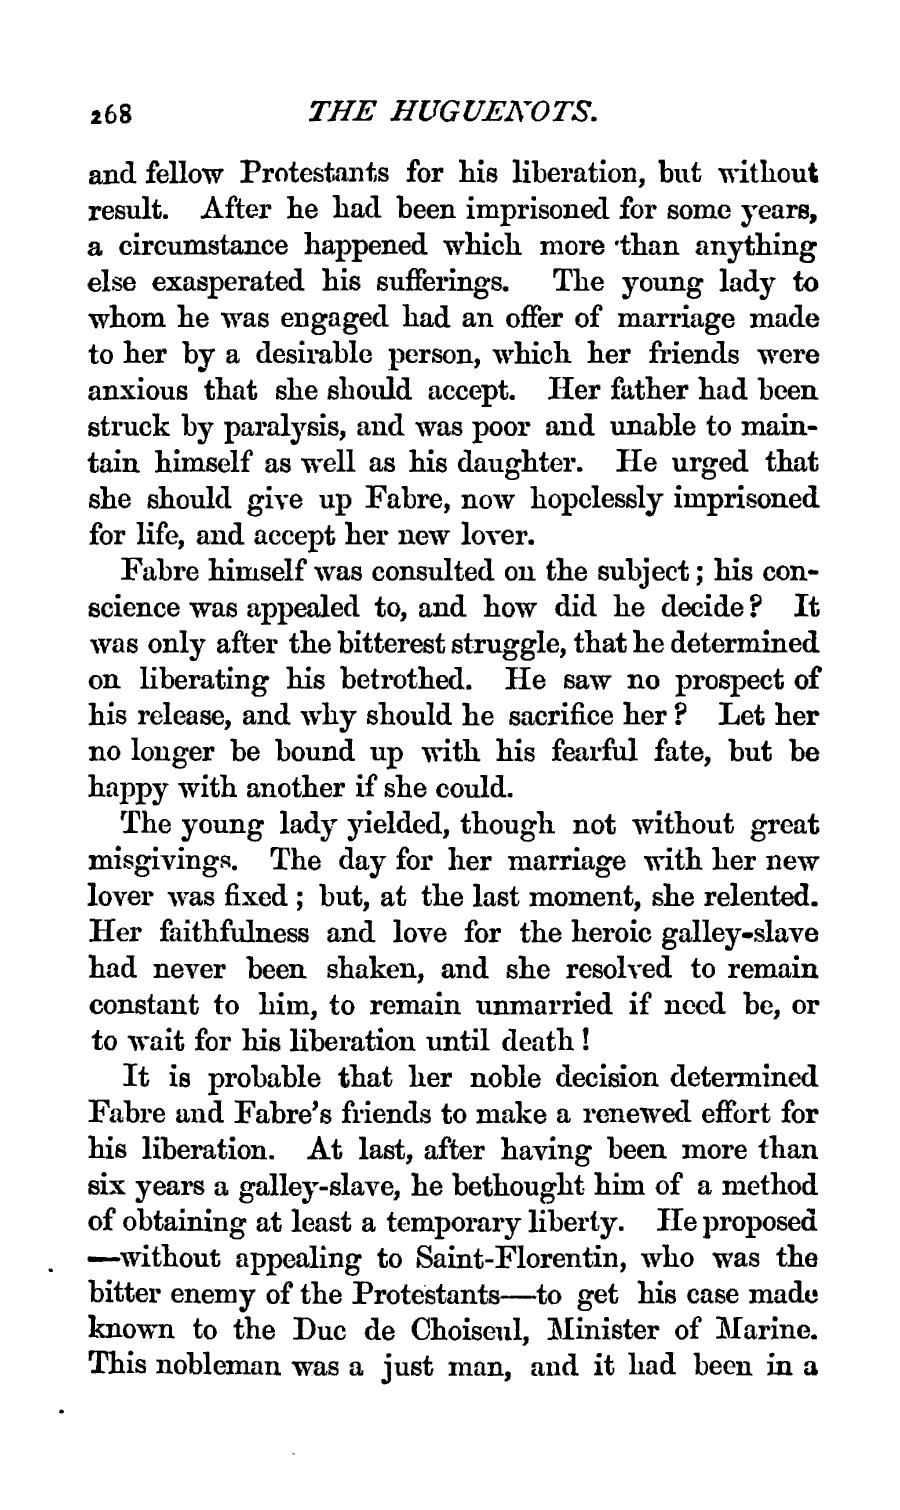 268 THE HUGUENOTS.
and fellow Protestants for his liberation, but without
result. After he had been imprisoned for some years,
a circumstance happened which more than anything
else exasperated his sufferings. The young lady to
whom he was engaged had an offer of marriage made
to her by a desirable person, which her friends were
anxious that she should accept. Her father had been
struck by paralysis, and was poor and unable to main-
tain himself as well as his daughter. He urged that
she should give up Fabre, now hopelessly imprisoned
for life, and accept her new lover.
Fabre himself was consulted on the subject; his con-
science was appealed to, and how did he decide? It
was only after the bitterest struggle, that he determined
on liberating his betrothed. He saw no prospect of
his release, and why should he sacrifice her? Let her
no longer be bound up with his fearful fate, but be
happy with another if she could.
The young lady yielded, though not without great
misgivings. The day for her marriage with her new
lover was fixed; but, at the last moment, she relented.
Her faithfulness and love for the heroic galley-slave
had never been shaken, and she resolved to remain
constant to him, to remain unmarried if need be, or
to wait for his liberation until death!
It is probable that her noble decision determined
Fabre and Fabre's friends to make a renewed effort for
his liberation. At last, after having been more than
six years a galley-slave, he bethought him of a method
of obtaining at least a temporary liberty. He proposed
—without appealing to Saint-Florentin, who was the
bitter enemy of the Protestants—to get his case made
known to the Duc de Choiseul, Minister of Marine.
This nobleman was a just man, and it had been in a